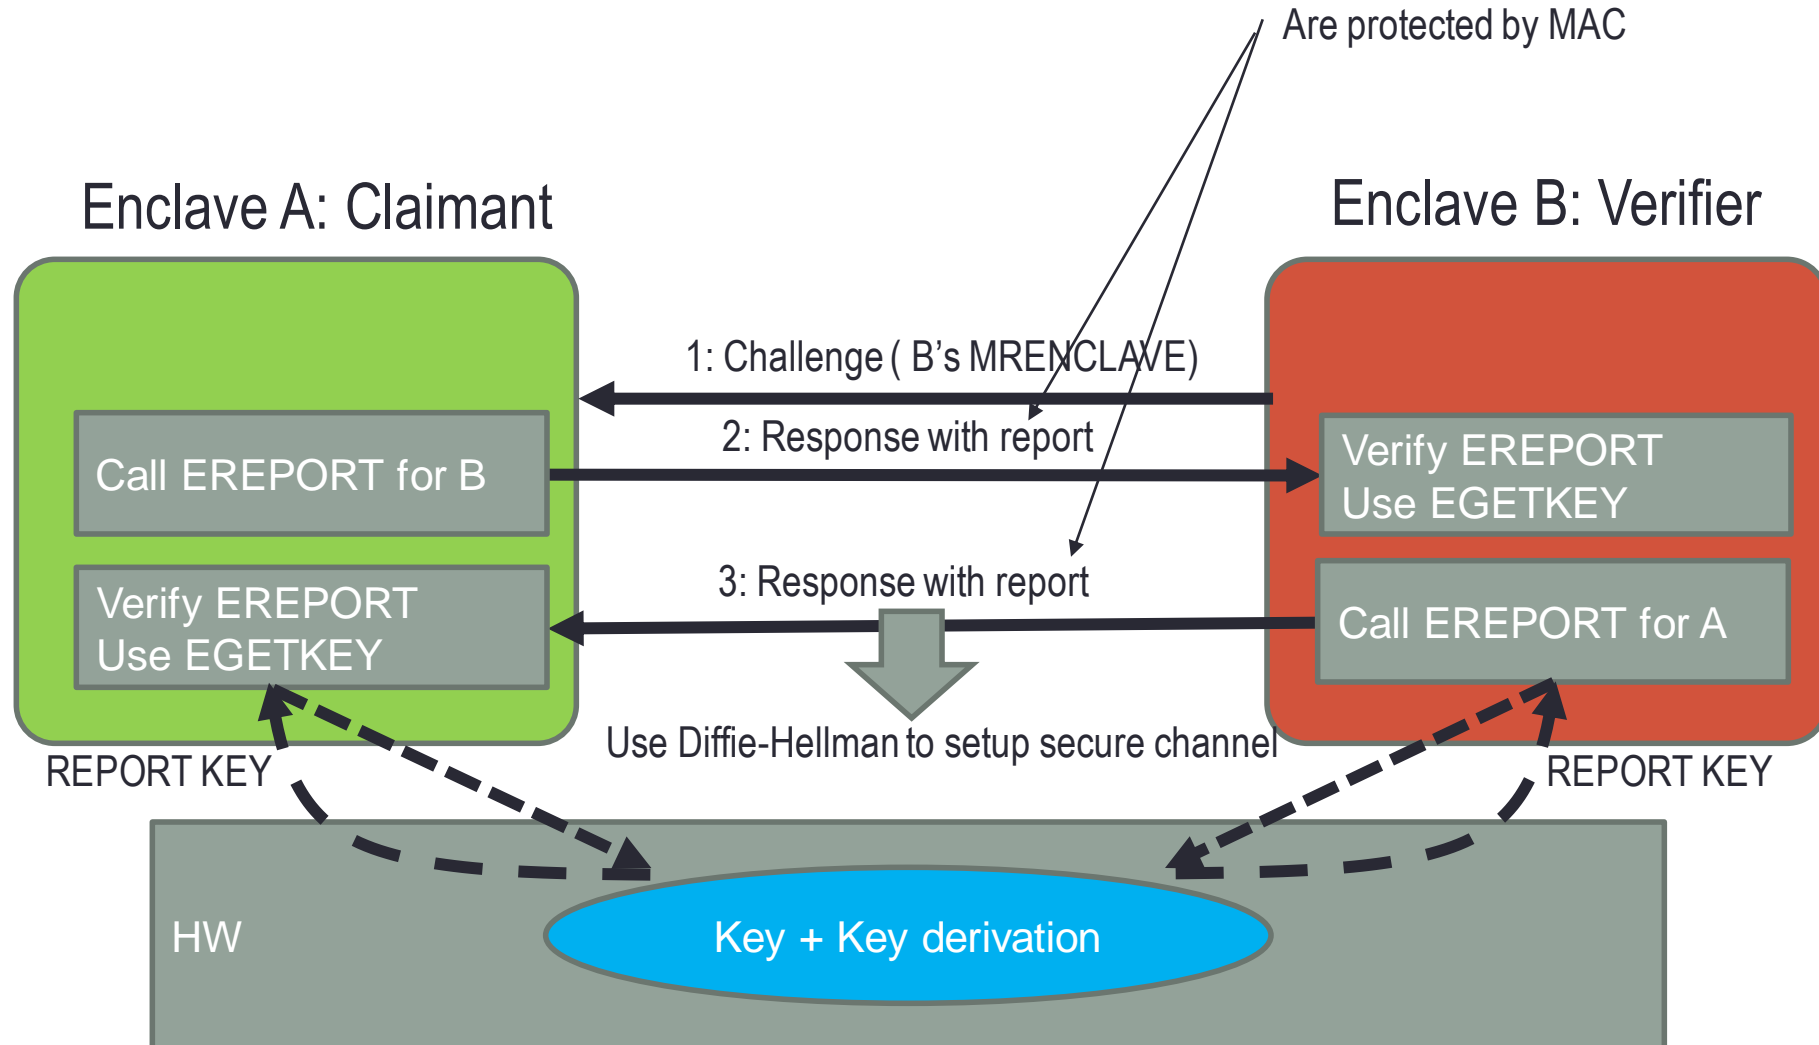 Are protected by MAC
Enclave A: Claimant
Enclave B: Verifier
1: Challenge ( B's MRENCLAVE)
2: Response with report
Call EREPORT for B
Verify EREPORT
Use EGETKEY
3: Response with report
Verify EREPORT
Use EGETKEY
Call EREPORT for A
Use Diffie-Hellman to setup secure channel
REPORT KEY
REPORT KEY
HW
Key + Key derivation